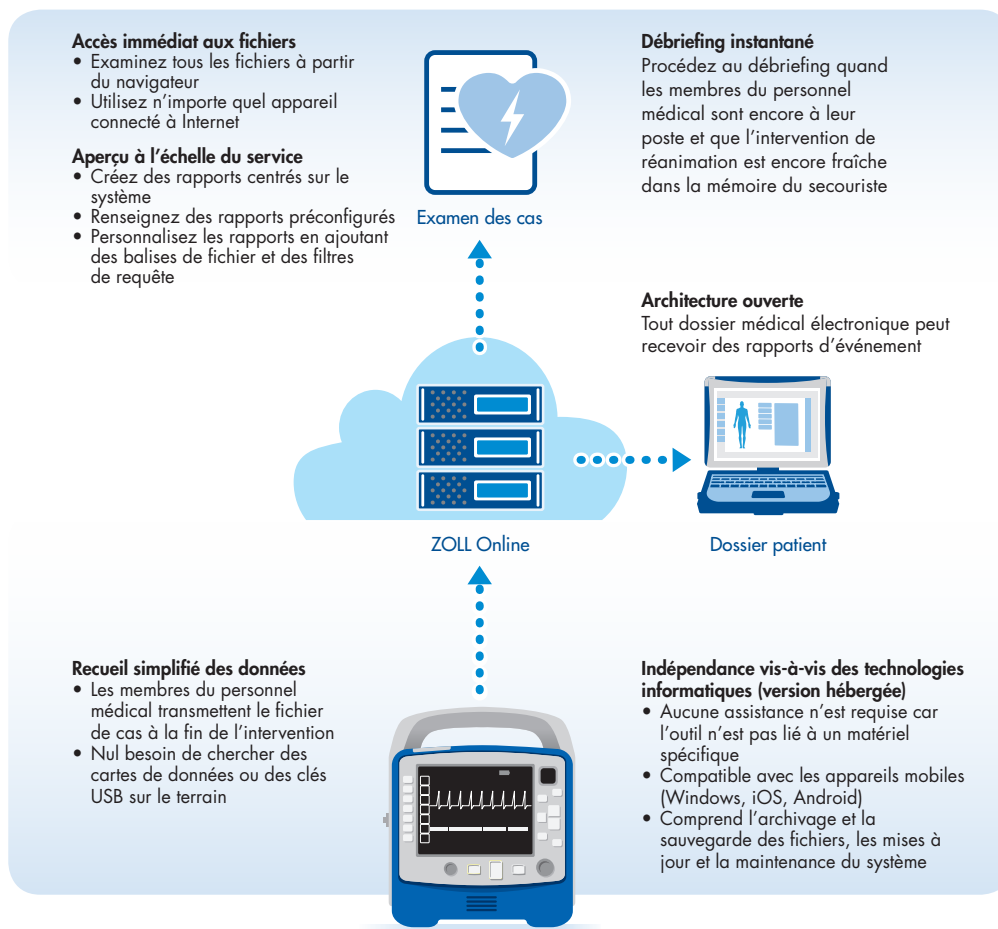 Accès immédiat aux fichiers
• Examinez tous les fichiers à partir
du navigateur
• Utilisez n'importe quel appareil
connecté à Internet
Aperçu à l'échelle du service
• Créez des rapports centrés sur le
système
• Renseignez des rapports préconfigurés
• Personnalisez les rapports en ajoutant
des balises de fichier et des filtres
de requête
Examen des cas
Débriefing instantané
Procédez au débriefing quand
les membres du personnel
médical sont encore à leur
poste et que l'intervention de
réanimation est encore fraîche
dans la mémoire du secouriste
Architecture ouverte
Tout dossier médical électronique peut
recevoir des rapports d'événement
ZOLL Online
Dossier patient
Recueil simplifié des données
• Les membres du personnel
médical transmettent le fichier
de cas à la fin de l'intervention
• Nul besoin de chercher des
cartes de données ou des clés
USB sur le terrain
Indépendance vis-à-vis des technologies
informatiques (version hébergée)
• Aucune assistance n'est requise car
l'outil n'est pas lié à un matériel
spécifique
• Compatible avec les appareils mobiles
(Windows, iOS, Android)
• Comprend l'archivage et la
sauvegarde des fichiers, les mises à
jour et la maintenance du système